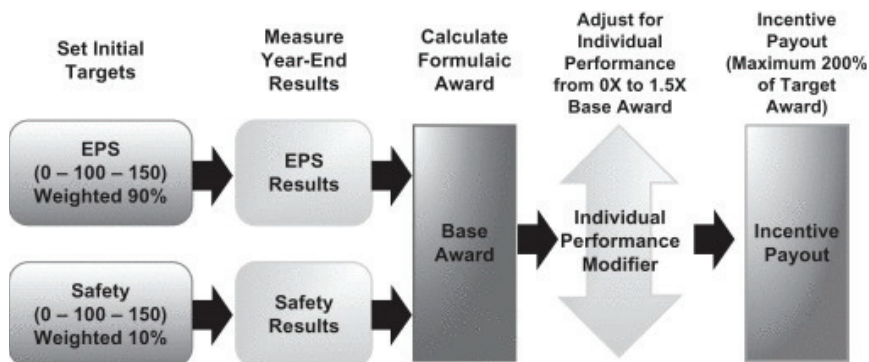 Set Initial
Targets
Measure
Year-End
Results
Calculate
Formulaic
Award
Adjust for
Individual
Performance
from 0X to 1.5X
Base Award
Incentive
Payout
(Maximum 200%
of Target
Award)
EPS
(0 – 100 – 150)
Weighted 90%
EPS
Results
Base
Award
Individual
Performance
Modifier
Incentive
Payout
Safety
(0 – 100 – 150)
Weighted 10%
Safety
Results